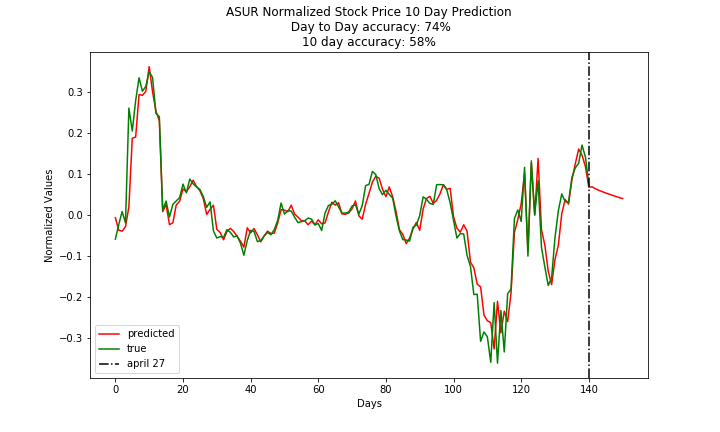 ASUR Normalized Stock Price 10 Day Prediction
Day to Day accuracy: 74%
10 day accuracy: 58%
Normalized Values
0.3
0.2
0.1
0.0
−0.1
−0.2
−0.3
predicted
true
april 27
0 20 40 60 80 100 120 140
Days